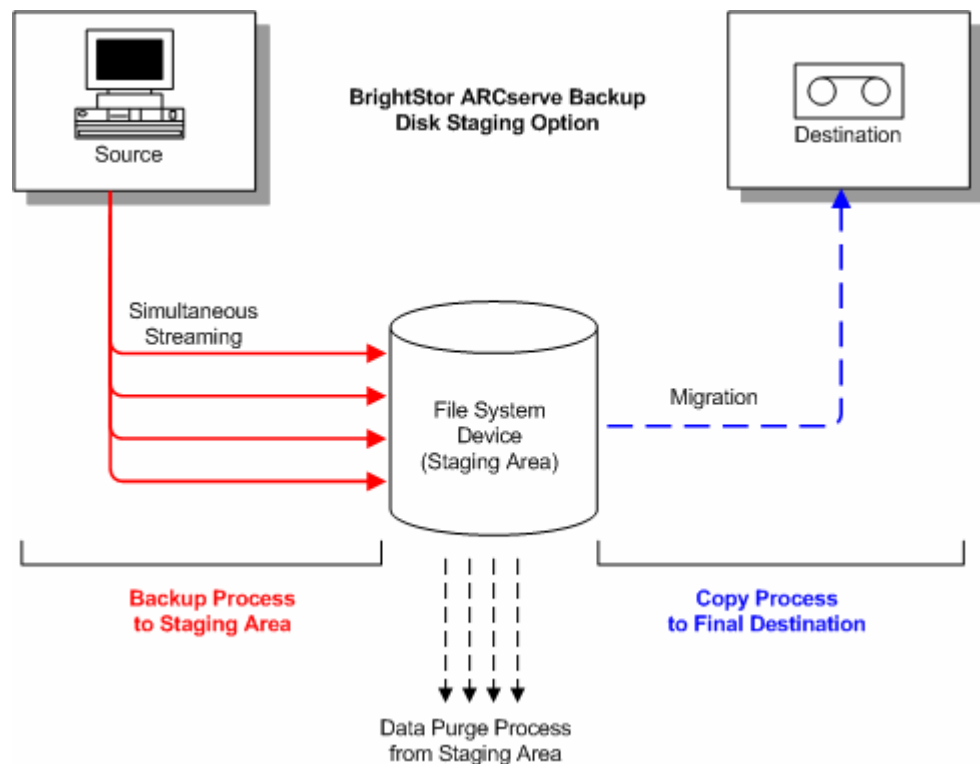 BrightStor ARCserve Backup
Disk Staging Option
Source
Destination
Simultaneous
Streaming
File System
Device
(Staging Area)
Migration
Backup Process
to Staging Area
Copy Process
to Final Destination
Data Purge Process
from Staging Area